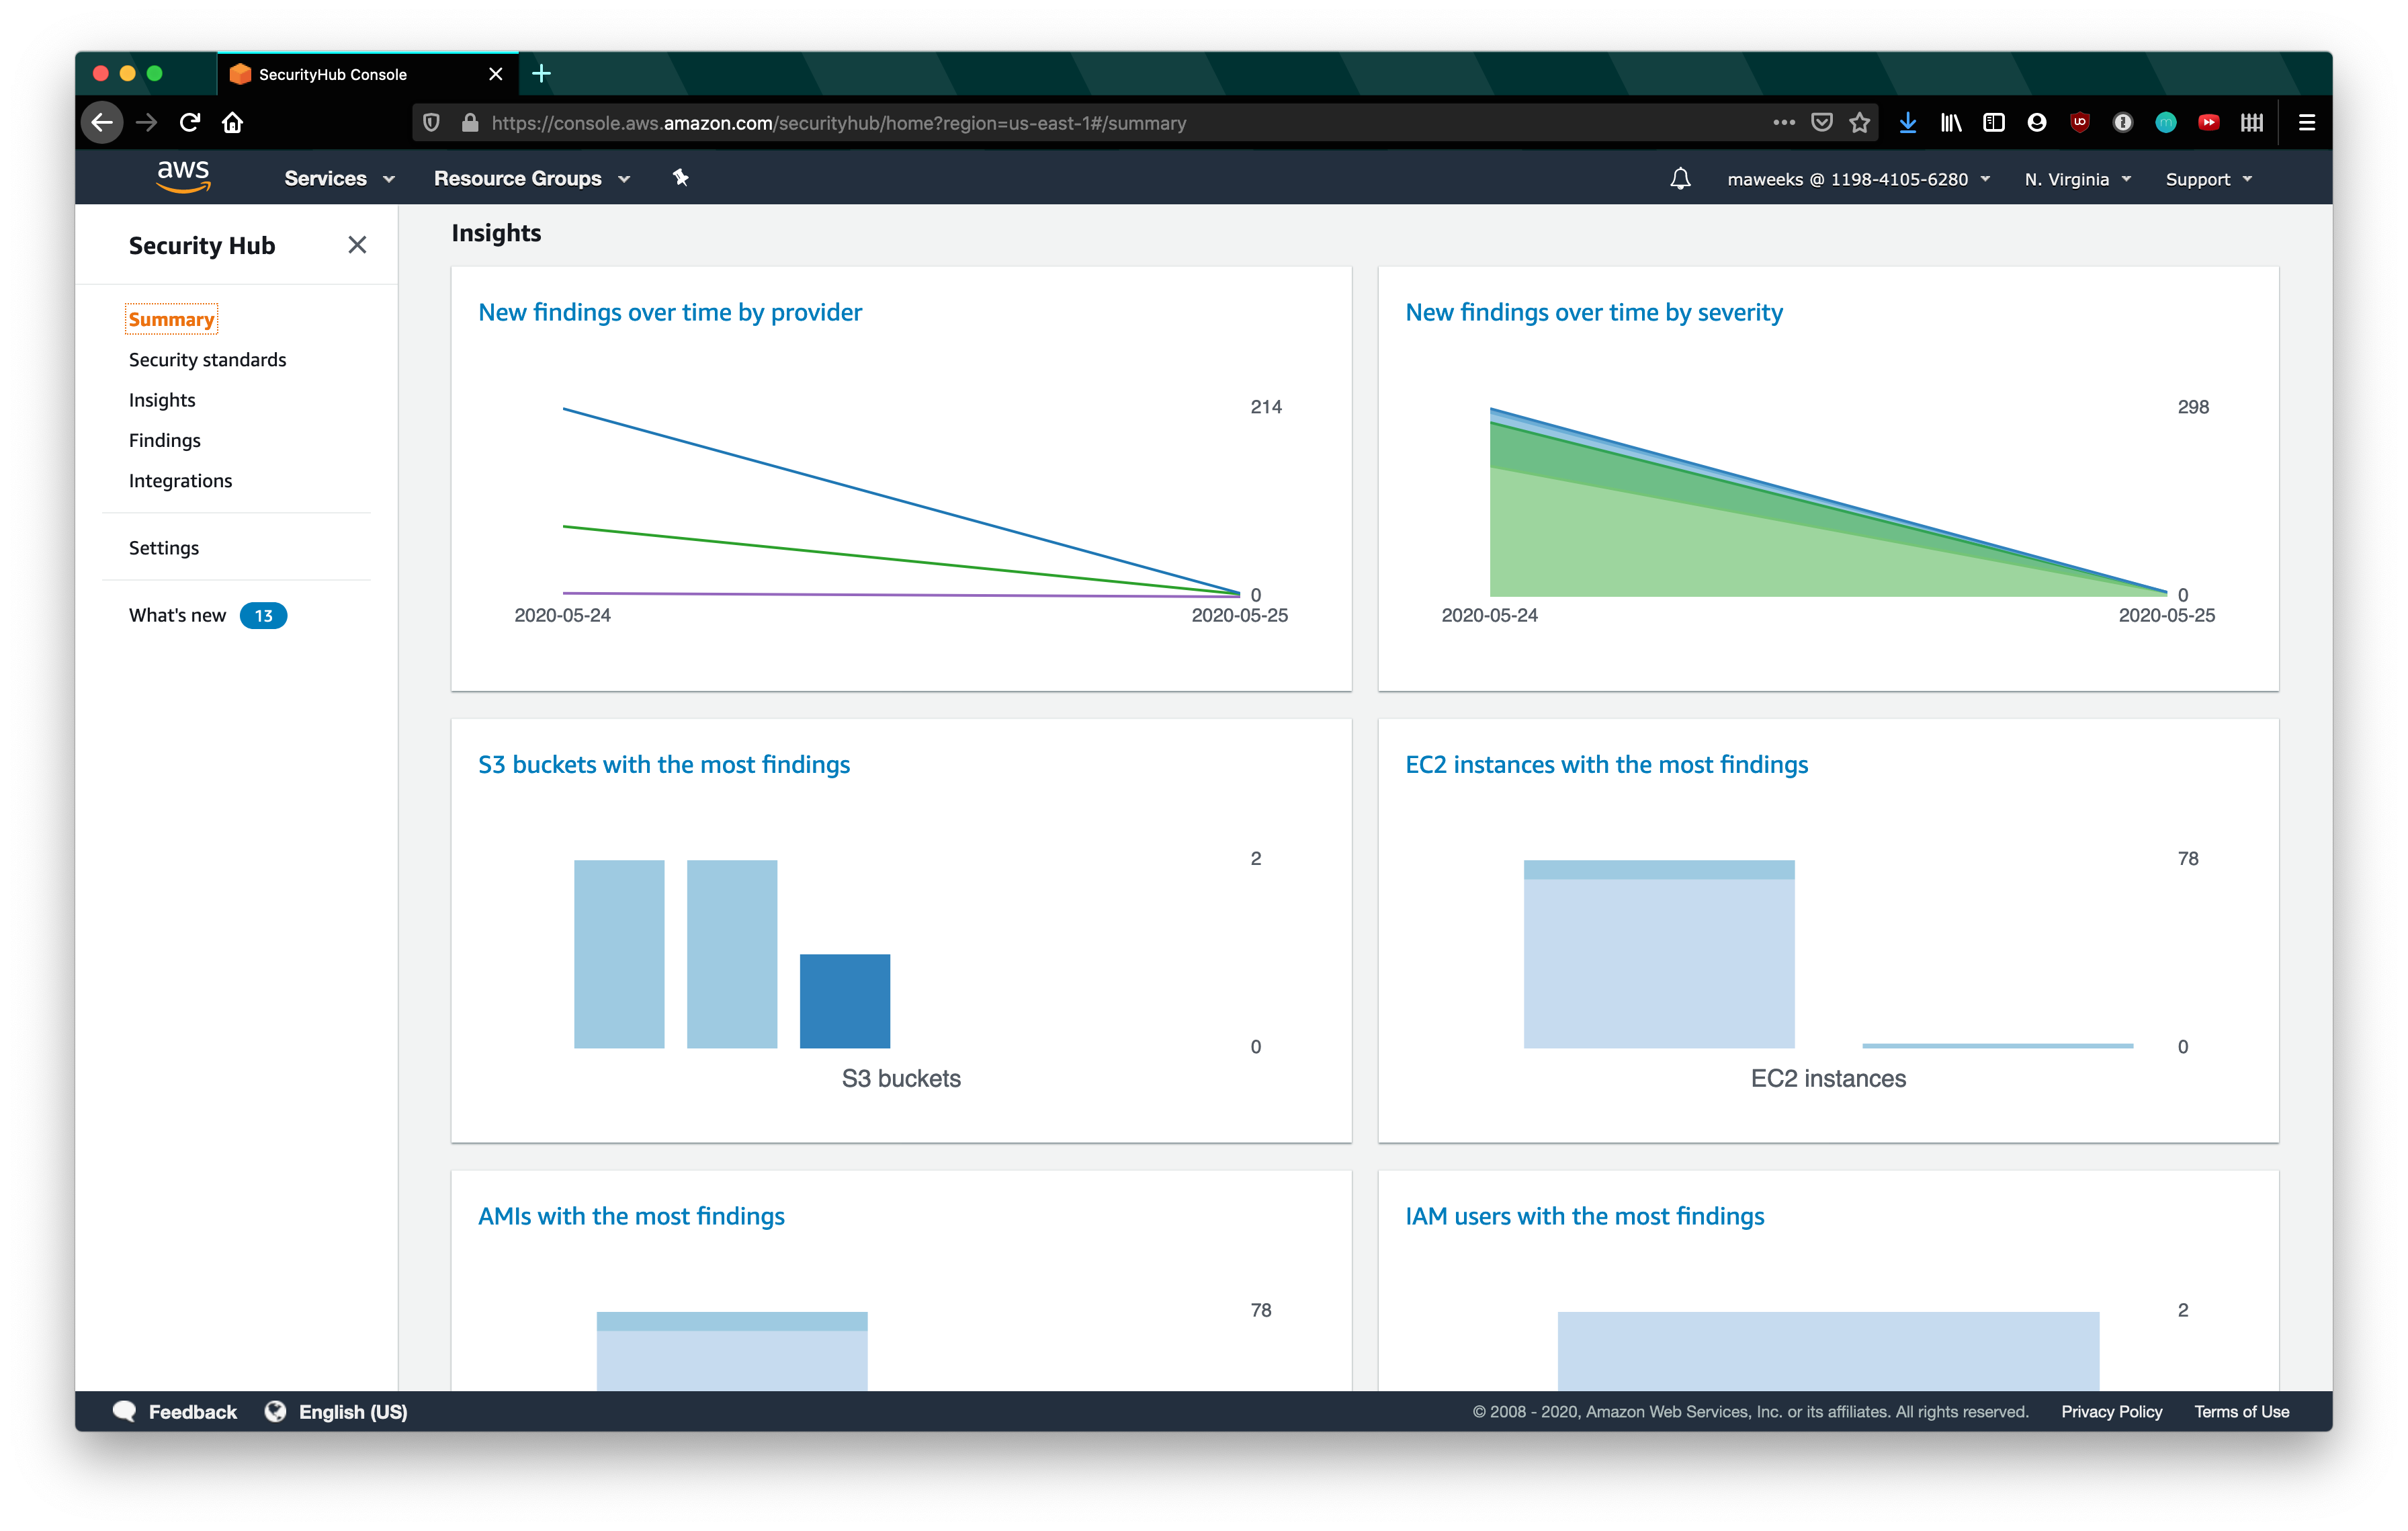 SecurityHub Console
https://console.aws.amazon.com/securityhub/home?region=us-east-1#/summary
aws
Services
Resource Groups
maweeks @ 1198-4105-6280
N. Virginia
Support
Security Hub
Summary
Security standards
Insights
Findings
Integrations
Settings
What's new 13
Insights
New findings over time by provider
214
0
2020-05-24
2020-05-25
New findings over time by severity
298
0
2020-05-24
2020-05-25
S3 buckets with the most findings
2
0
S3 buckets
EC2 instances with the most findings
78
0
EC2 instances
AMIs with the most findings
78
IAM users with the most findings
2
Feedback
English (US)
© 2008 - 2020, Amazon Web Services, Inc. or its affiliates. All rights reserved.
Privacy Policy
Terms of Use